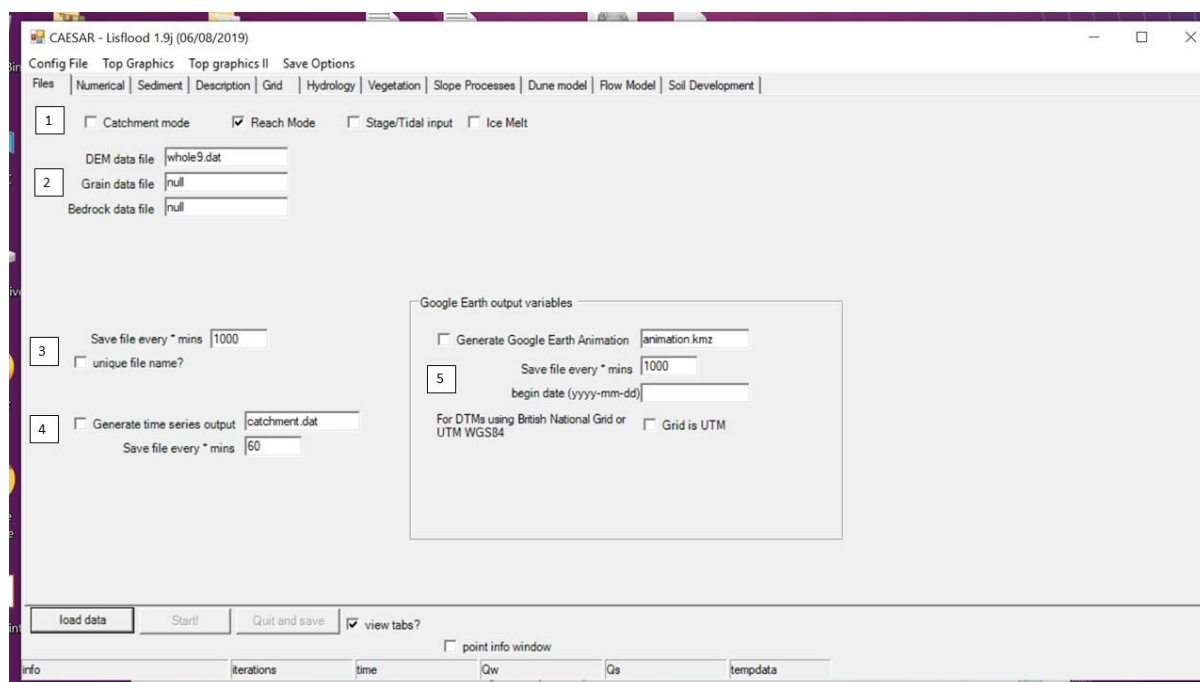 CAESAR - Lisflood 1.9j (06/08/2019)
Config File Top Graphics Top graphics II Save Options
Files Numerical Sediment Description Grid Hydrology Vegetation Slope Processes Dune model Flow Model Soil Development
1 Catchment mode Reach Mode Stage/Tidal input Ice Melt
DEM data file whole9.dat
2 Grain data file null
Bedrock data file null
Google Earth output variables
3 Save file every * mins 1000
unique file name?
Generate Google Earth Animation animation.kmz
5 Save file every * mins 1000
begin date (yyyy-mm-dd)
4 Generate time series output catchment.dat
Save file every * mins 60
For DTMs using British National Grid or
UTM WGS84
Grid is UTM
load data Start! Quit and save view tabs?
point info window
info iterations time Qw Qs tempdata